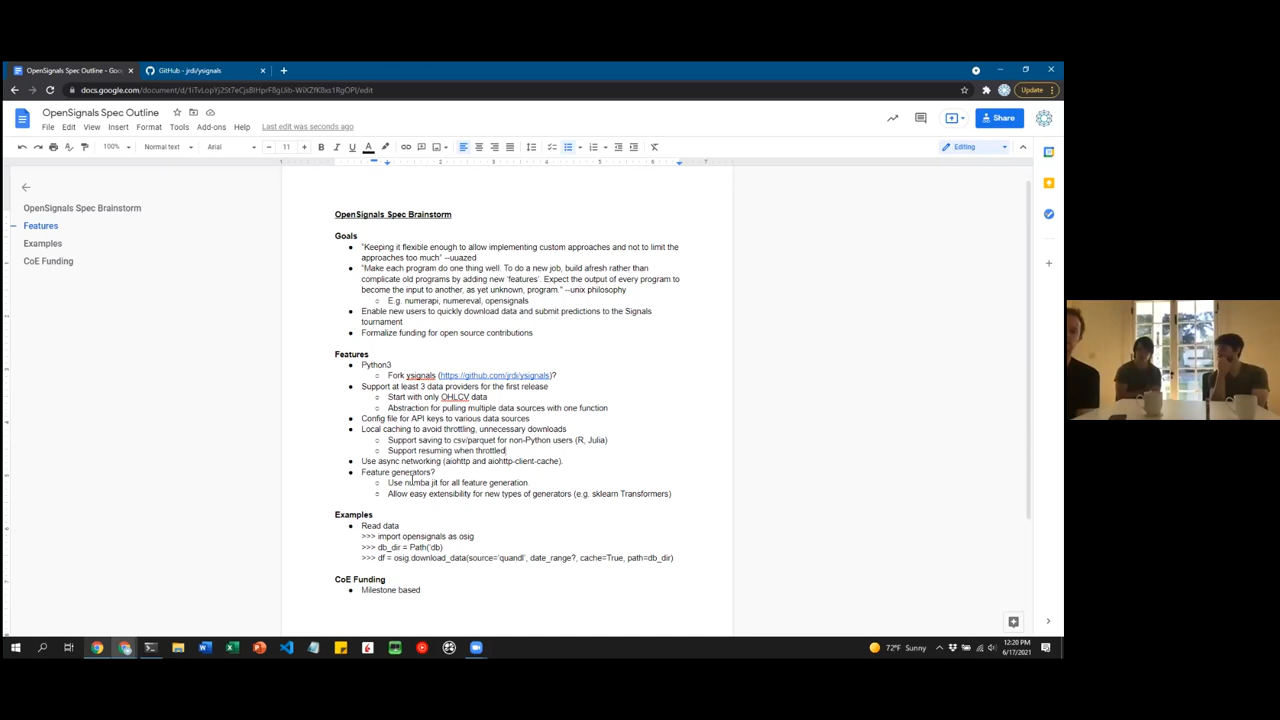 OpenSignals Spec Outline - Goo
GitHub - jrdi/ysignals
Update
OpenSignals Spec Outline
File Edit View Insert Format Tools Add-ons Help Last edit was seconds ago
Share
100% Normal text Arial 11 Editing
1 1 2 3 4 5 6 7
OpenSignals Spec Brainstorm
Features
Examples
CoE Funding
OpenSignals Spec Brainstorm
Goals
● "Keeping it flexible enough to allow implementing custom approaches and not to limit the
approaches too much" --uuazed
● "Make each program do one thing well. To do a new job, build afresh rather than
complicate old programs by adding new 'features'. Expect the output of every program to
become the input to another, as yet unknown, program." --unix philosophy
○ E.g. numerapi, numereval, opensignals
● Enable new users to quickly download data and submit predictions to the Signals
tournament
● Formalize funding for open source contributions
Features
● Python3
○ Fork ysignals (https://github.com/jrdi/ysignals)?
● Support at least 3 data providers for the first release
○ Start with only OHLCV data
○ Abstraction for pulling multiple data sources with one function
● Config file for API keys to various data sources
● Local caching to avoid throttling, unnecessary downloads
○ Support saving to csv/parquet for non-Python users (R, Julia)
○ Support resuming when throttled
● Use async networking (aiohttp and aiohttp-client-cache).
● Feature generators?
○ Use numba jit for all feature generation.
○ Allow easy extensibility for new types of generators (e.g. sklearn Transformers)
Examples
● Read data
>>> import opensignals as osig
>>> db_dir = Path('db)
>>> df = osig.download_data(source='quandl', date_range?, cache=True, path=db_dir)
CoE Funding
● Milestone based
72°F Sunny
12:20 PM
6/17/2021